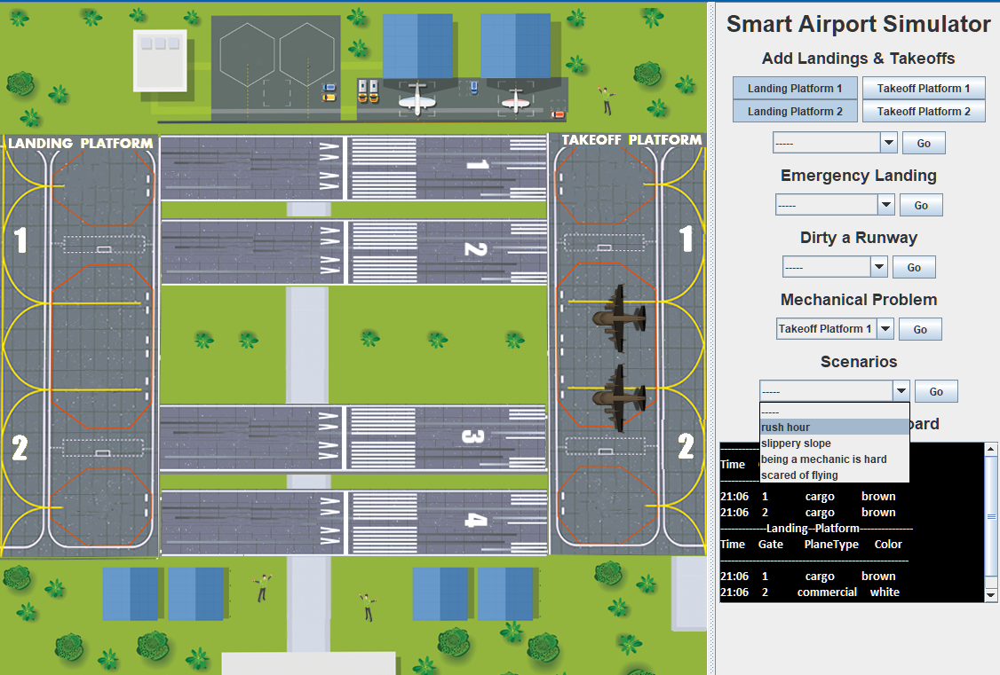 Smart Airport Simulator
Add Landings & Takeoffs
Landing Platform 1 Takeoff Platform 1
Landing Platform 2 Takeoff Platform 2
----- Go
Emergency Landing
----- Go
Dirty a Runway
----- Go
Mechanical Problem
Takeoff Platform 1 Go
Scenarios
----- Go
-----
rush hour
slippery slope
being a mechanic is hard
scared of flying
oard
Time
21:06 1 cargo brown
21:06 2 cargo brown
-------------Landing--Platform---------------
Time Gate PlaneType Color
21:06 1 cargo brown
21:06 2 commercial white
LANDING PLATFORM
TAKEOFF PLATFORM
1
1
1
2
3
2
2
4